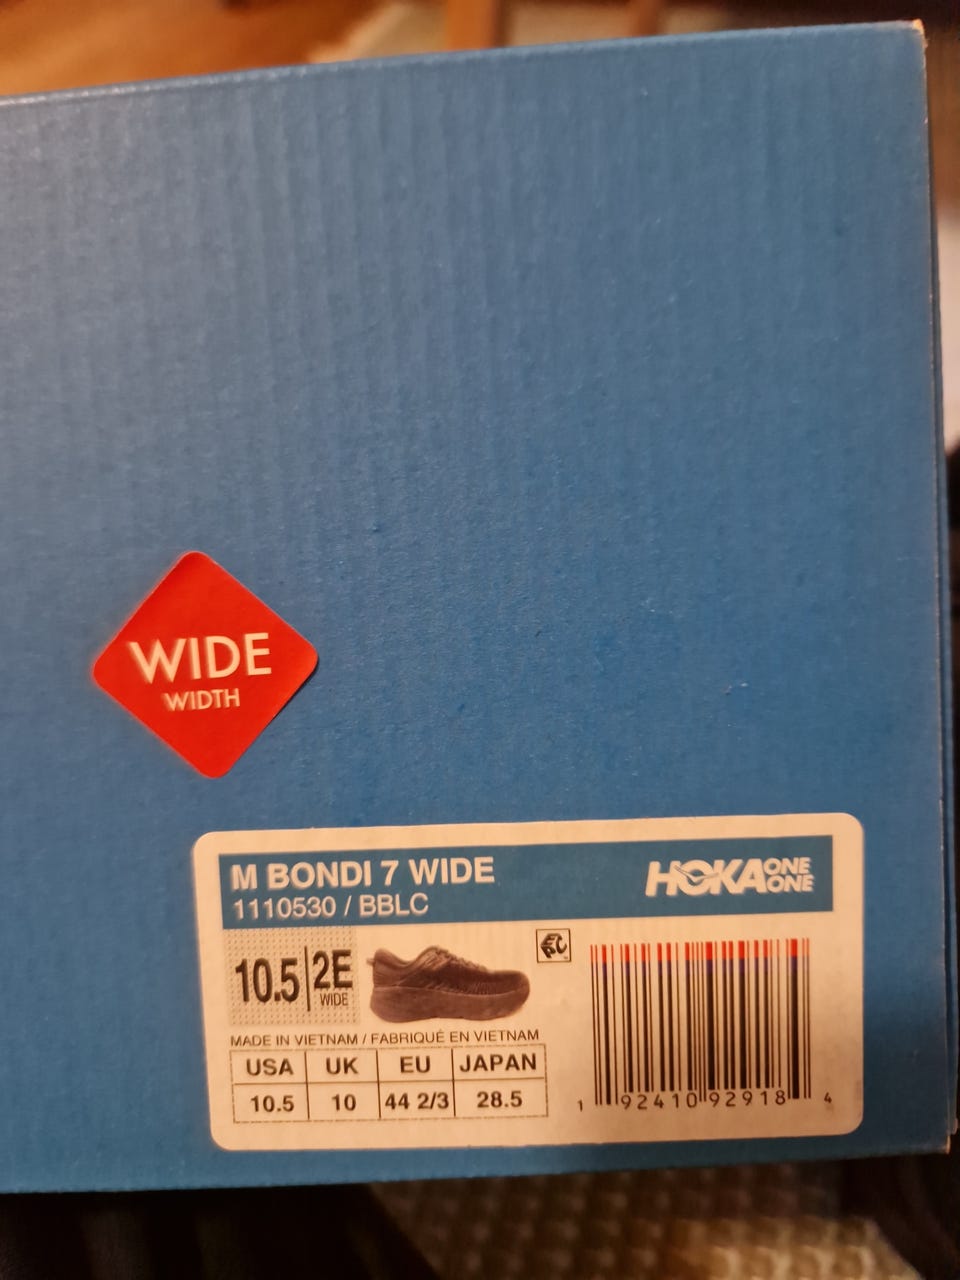 WIDE
WIDTH
M BONDI 7 WIDE
1110530 / BBLC
HOKA ONE ONE
10.5 2E
WIDE
EPC
MADE IN VIETNAM / FABRIQUÉ EN VIETNAM
USA UK EU JAPAN
10.5 10 44 2/3 28.5
1 92410 92918 4